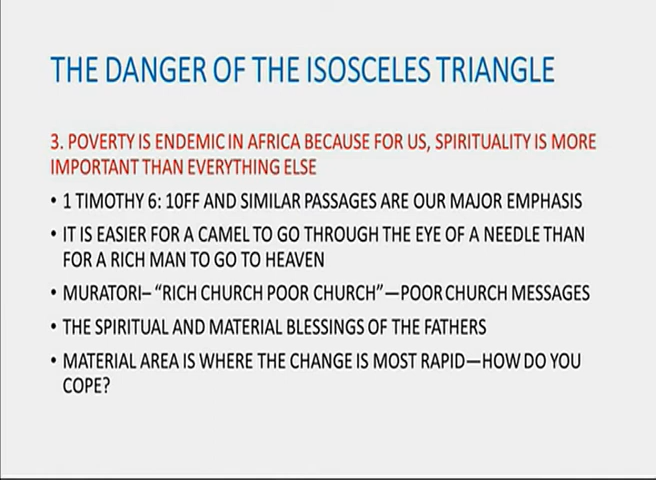 THE DANGER OF THE ISOSCELES TRIANGLE
3. POVERTY IS ENDEMIC IN AFRICA BECAUSE FOR US, SPIRITUALITY IS MORE
IMPORTANT THAN EVERYTHING ELSE
• 1 TIMOTHY 6: 10FF AND SIMILAR PASSAGES ARE OUR MAJOR EMPHASIS
• IT IS EASIER FOR A CAMEL TO GO THROUGH THE EYE OF A NEEDLE THAN
FOR A RICH MAN TO GO TO HEAVEN
• MURATORI– “RICH CHURCH POOR CHURCH”—POOR CHURCH MESSAGES
• THE SPIRITUAL AND MATERIAL BLESSINGS OF THE FATHERS
• MATERIAL AREA IS WHERE THE CHANGE IS MOST RAPID—HOW DO YOU
COPE?